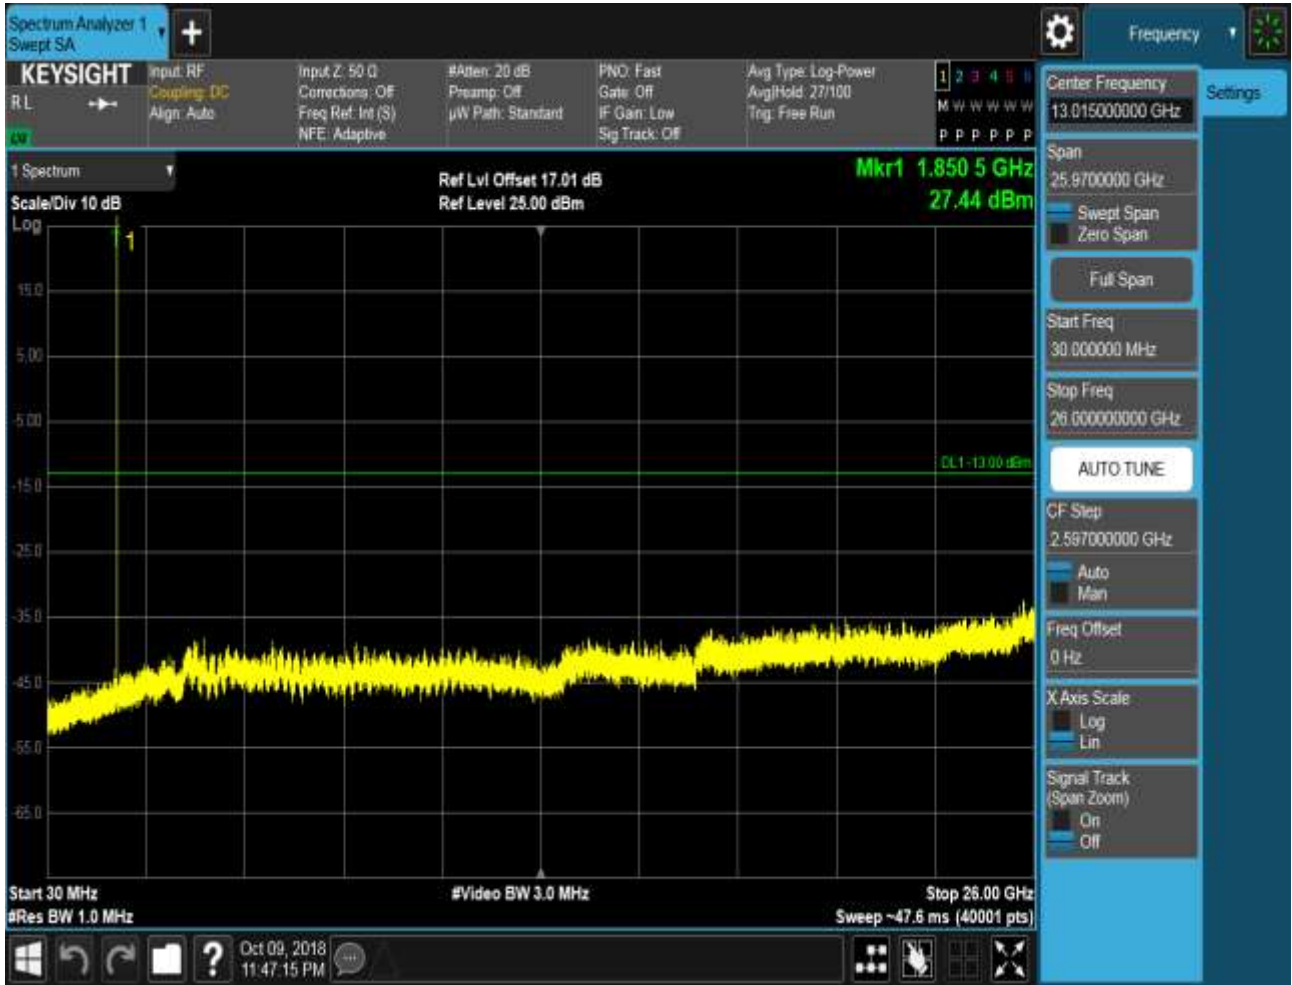 Spectrum Analyzer 1
Swept SA
Frequency
KEYSIGHT
R L
LW
Input: RF
Coupling: DC
Align: Auto
Input Z: 50 Ω
Corrections: Off
Freq Ref: Int (S)
NFE: Adaptive
#Atten: 20 dB
Preamp: Off
µW Path: Standard
PNO: Fast
Gate: Off
IF Gain: Low
Sig Track: Off
Avg Type: Log-Power
Avg|Hold: 27/100
Trig: Free Run
1 2 3 4 5 6
M W W W W W
P P P P P P
Settings
1 Spectrum
Scale/Div 10 dB
Log
Ref Lvl Offset 17.01 dB
Ref Level 25.00 dBm
Mkr1 1.850 5 GHz
27.44 dBm
1
15.0
5.00
-5.00
-15.0
-25.0
-35.0
-45.0
-55.0
-65.0
DL1 -13.00 dBm
Start 30 MHz
#Res BW 1.0 MHz
#Video BW 3.0 MHz
Stop 26.00 GHz
Sweep ~47.6 ms (40001 pts)
Center Frequency
13.015000000 GHz
Span
25.9700000 GHz
Swept Span
Zero Span
Full Span
Start Freq
30.000000 MHz
Stop Freq
26.000000000 GHz
AUTO TUNE
CF Step
2.597000000 GHz
Auto
Man
Freq Offset
0 Hz
X Axis Scale
Log
Lin
Signal Track
(Span Zoom)
On
Off
?
Oct 09, 2018
11:47:15 PM